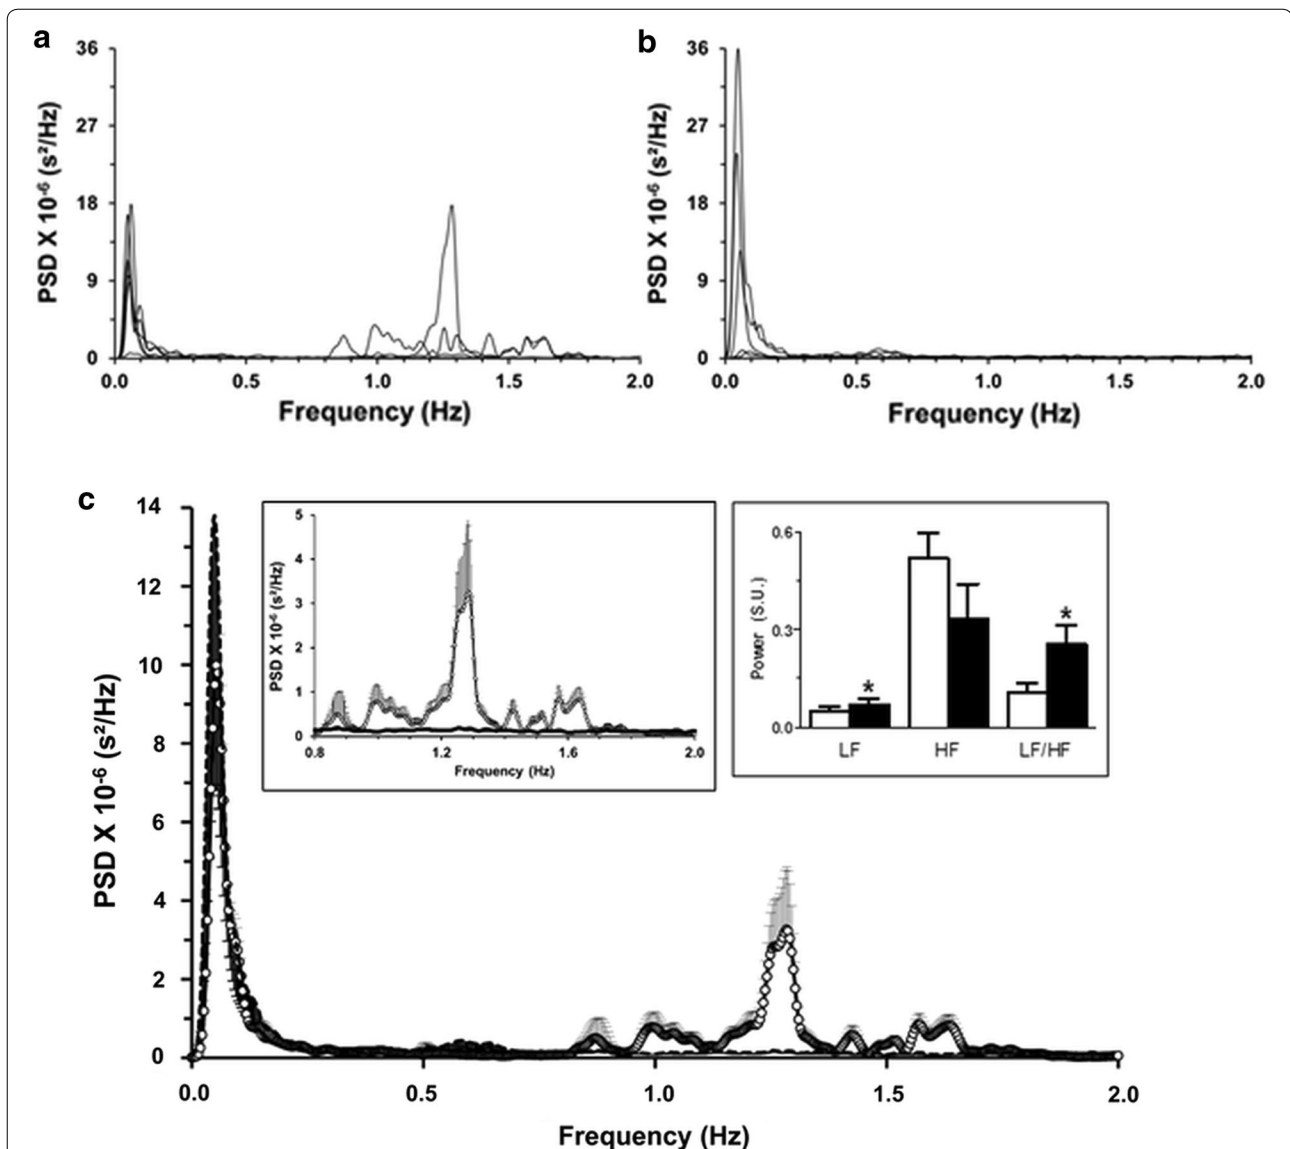 a
b
36
27
18
9
0
PSD X 10⁻⁶ (s²/Hz)
0.0 0.5 1.0 1.5 2.0
Frequency (Hz)
36
27
18
9
0
PSD X 10⁻⁶ (s²/Hz)
0.0 0.5 1.0 1.5 2.0
Frequency (Hz)
c
14
12
10
8
6
4
2
0
PSD X 10⁻⁶ (s²/Hz)
5
4
3
2
1
0
PSD X 10⁻⁶ (s²/Hz)
0.8 1.2 1.6 2.0
Frequency (Hz)
0.6
0.3
0.0
Power (S.U.)
* *
LF HF LF/HF
0.0 0.5 1.0 1.5 2.0
Frequency (Hz)